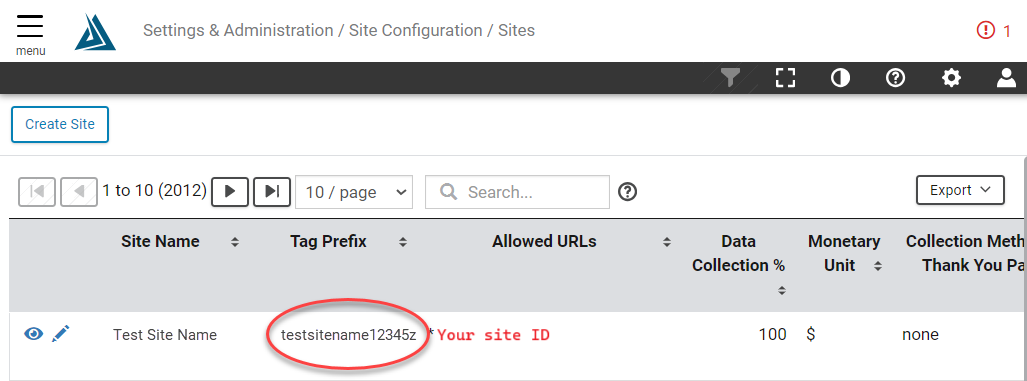 menu
Settings & Administration / Site Configuration / Sites
1
Create Site
1 to 10 (2012)
10 / page
Search...
Export
Site Name
Tag Prefix
Allowed URLs
Data Collection %
Monetary Unit
Collection Meth
Thank You Pa
Test Site Name
testsitename12345z
* Your site ID
100
$
none